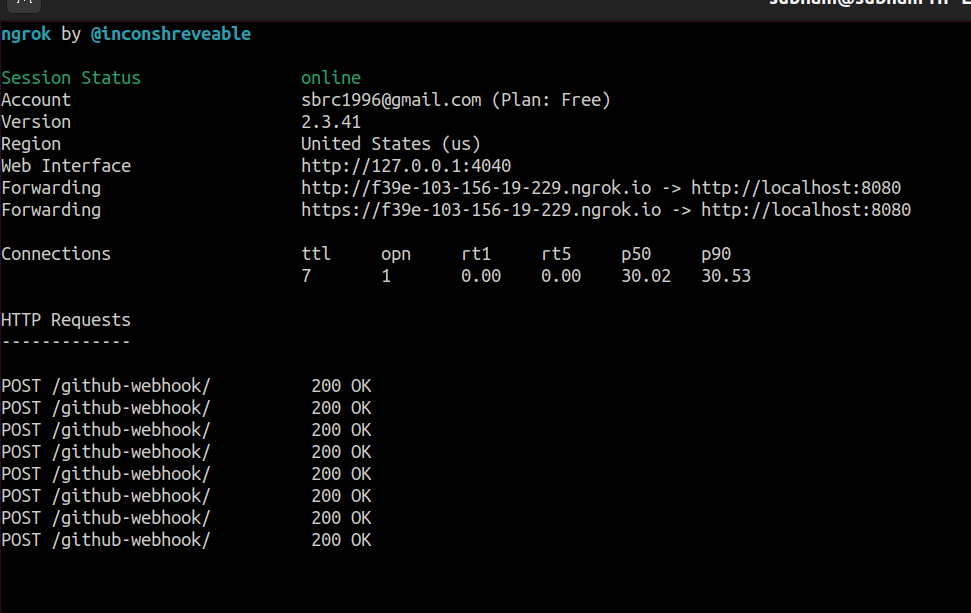 ngrok by @inconshreveable
Session Status online
Account sbrc1996@gmail.com (Plan: Free)
Version 2.3.41
Region United States (us)
Web Interface http://127.0.0.1:4040
Forwarding http://f39e-103-156-19-229.ngrok.io -> http://localhost:8080
Forwarding https://f39e-103-156-19-229.ngrok.io -> http://localhost:8080
Connections ttl opn rt1 rt5 p50 p90
7 1 0.00 0.00 30.02 30.53
HTTP Requests
-------------
POST /github-webhook/ 200 OK
POST /github-webhook/ 200 OK
POST /github-webhook/ 200 OK
POST /github-webhook/ 200 OK
POST /github-webhook/ 200 OK
POST /github-webhook/ 200 OK
POST /github-webhook/ 200 OK
POST /github-webhook/ 200 OK